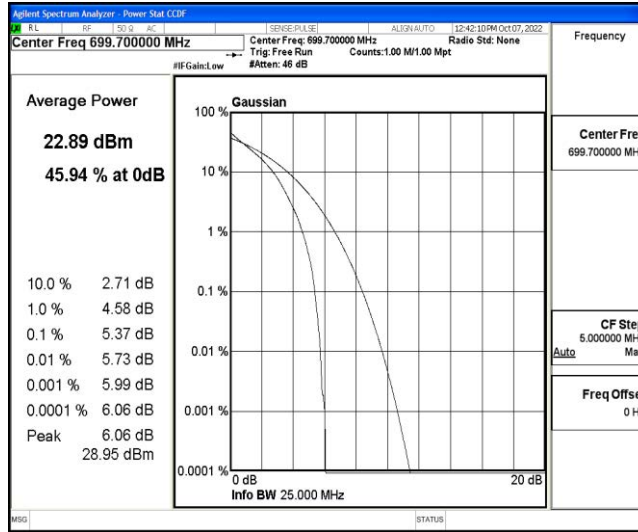 Agilent Spectrum Analyzer - Power Stat CCDF
RL RF 50 Ω AC SENSE:PULSE ALIGN AUTO 12:42:10 PM Oct 07, 2022
Center Freq 699.700000 MHz
Center Freq: 699.700000 MHz Radio Std: None
Trig: Free Run Counts:1.00 M/1.00 Mpt
#IFGain:Low #Atten: 46 dB
Frequency
Average Power
22.89 dBm
45.94 % at 0dB
10.0 % 2.71 dB
1.0 % 4.58 dB
0.1 % 5.37 dB
0.01 % 5.73 dB
0.001 % 5.99 dB
0.0001 % 6.06 dB
Peak 6.06 dB
28.95 dBm
Gaussian
100 %
10 %
1 %
0.1 %
0.01 %
0.001 %
0.0001 %
0 dB 20 dB
Info BW 25.000 MHz
Center Fre
699.700000 MH
CF Ste
5.000000 MH
Auto Ma
Freq Offse
0 H
MSG STATUS